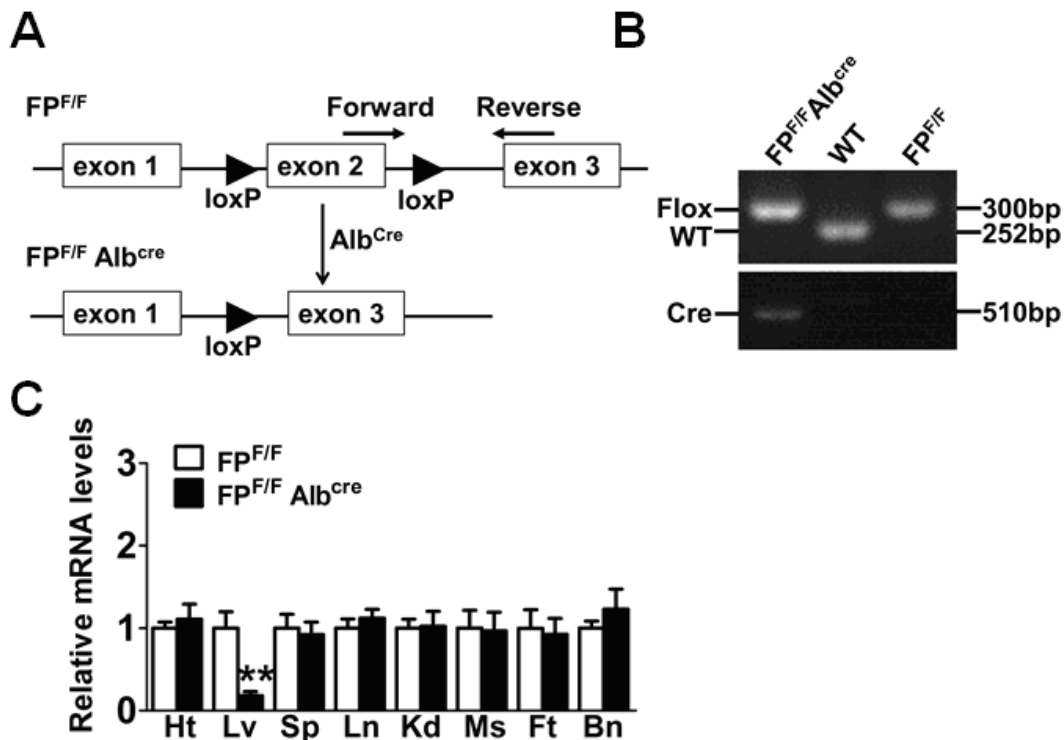 A
FP^F/F
Forward
Reverse
exon 1
exon 2
exon 3
loxP
loxP
Alb^Cre
FP^F/F Alb^cre
exon 1
exon 3
loxP
B
FP^F/F Alb^cre
WT
FP^F/F
Flox
300bp
WT
252bp
Cre
510bp
C
Relative mRNA levels
3
2
1
0
FP^F/F
FP^F/F Alb^cre
**
Ht Lv Sp Ln Kd Ms Ft Bn